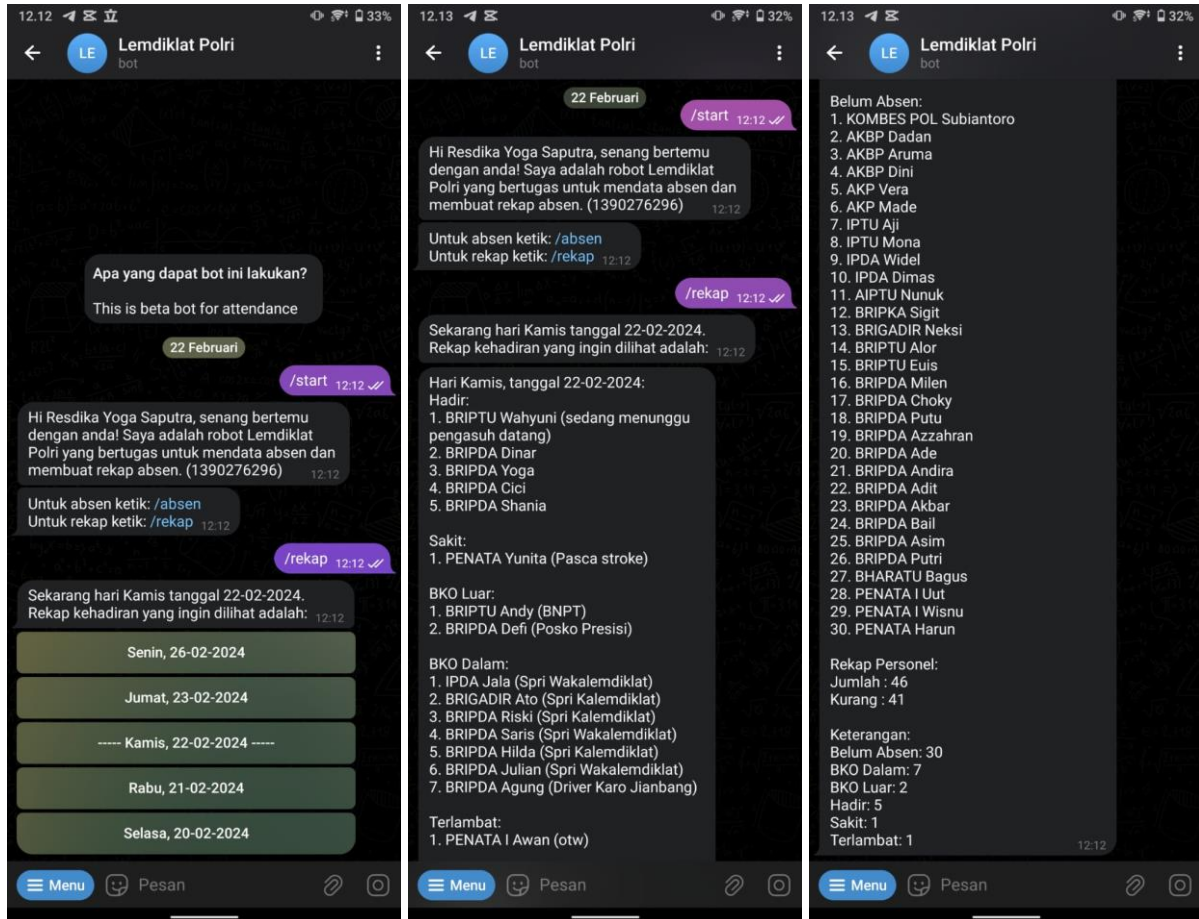 12.12
33%
LE
Lemdiklat Polri
bot
Apa yang dapat bot ini lakukan?
This is beta bot for attendance
22 Februari
/start 12:12
Hi Resdika Yoga Saputra, senang bertemu
dengan anda! Saya adalah robot Lemdiklat
Polri yang bertugas untuk mendata absen dan
membuat rekap absen. (1390276296) 12:12
Untuk absen ketik: /absen
Untuk rekap ketik: /rekap 12:12
/rekap 12:12
Sekarang hari Kamis tanggal 22-02-2024.
Rekap kehadiran yang ingin dilihat adalah: 12:12
Senin, 26-02-2024
Jumat, 23-02-2024
----- Kamis, 22-02-2024 -----
Rabu, 21-02-2024
Selasa, 20-02-2024
Menu
Pesan
12.13
32%
LE
Lemdiklat Polri
bot
22 Februari
/start 12:12
Hi Resdika Yoga Saputra, senang bertemu
dengan anda! Saya adalah robot Lemdiklat
Polri yang bertugas untuk mendata absen dan
membuat rekap absen. (1390276296) 12:12
Untuk absen ketik: /absen
Untuk rekap ketik: /rekap 12:12
/rekap 12:12
Sekarang hari Kamis tanggal 22-02-2024.
Rekap kehadiran yang ingin dilihat adalah: 12:12
Hari Kamis, tanggal 22-02-2024:
Hadir:
1. BRIPTU Wahyuni (sedang menunggu
pengasuh datang)
2. BRIPDA Dinar
3. BRIPDA Yoga
4. BRIPDA Cici
5. BRIPDA Shania
Sakit:
1. PENATA Yunita (Pasca stroke)
BKO Luar:
1. BRIPTU Andy (BNPT)
2. BRIPDA Defi (Posko Presisi)
BKO Dalam:
1. IPDA Jala (Spri Wakalemdiklat)
2. BRIGADIR Ato (Spri Kalemdiklat)
3. BRIPDA Riski (Spri Kalemdiklat)
4. BRIPDA Saris (Spri Wakalemdiklat)
5. BRIPDA Hilda (Spri Kalemdiklat)
6. BRIPDA Julian (Spri Wakalemdiklat)
7. BRIPDA Agung (Driver Karo Jianbang)
Terlambat:
1. PENATA I Awan (otw)
Menu
Pesan
12.13
32%
LE
Lemdiklat Polri
bot
Belum Absen:
1. KOMBES POL Subiantoro
2. AKBP Dadan
3. AKBP Aruma
4. AKBP Dini
5. AKP Vera
6. AKP Made
7. IPTU Aji
8. IPTU Mona
9. IPDA Widel
10. IPDA Dimas
11. AIPTU Nunuk
12. BRIPKA Sigit
13. BRIGADIR Neksi
14. BRIPTU Alor
15. BRIPTU Euis
16. BRIPDA Milen
17. BRIPDA Choky
18. BRIPDA Putu
19. BRIPDA Azzahran
20. BRIPDA Ade
21. BRIPDA Andira
22. BRIPDA Adit
23. BRIPDA Akbar
24. BRIPDA Bail
25. BRIPDA Asim
26. BRIPDA Putri
27. BHARATU Bagus
28. PENATA I Uut
29. PENATA I Wisnu
30. PENATA Harun
Rekap Personel:
Jumlah : 46
Kurang : 41
Keterangan:
Belum Absen: 30
BKO Dalam: 7
BKO Luar: 2
Hadir: 5
Sakit: 1
Terlambat: 1
12:12
Menu
Pesan